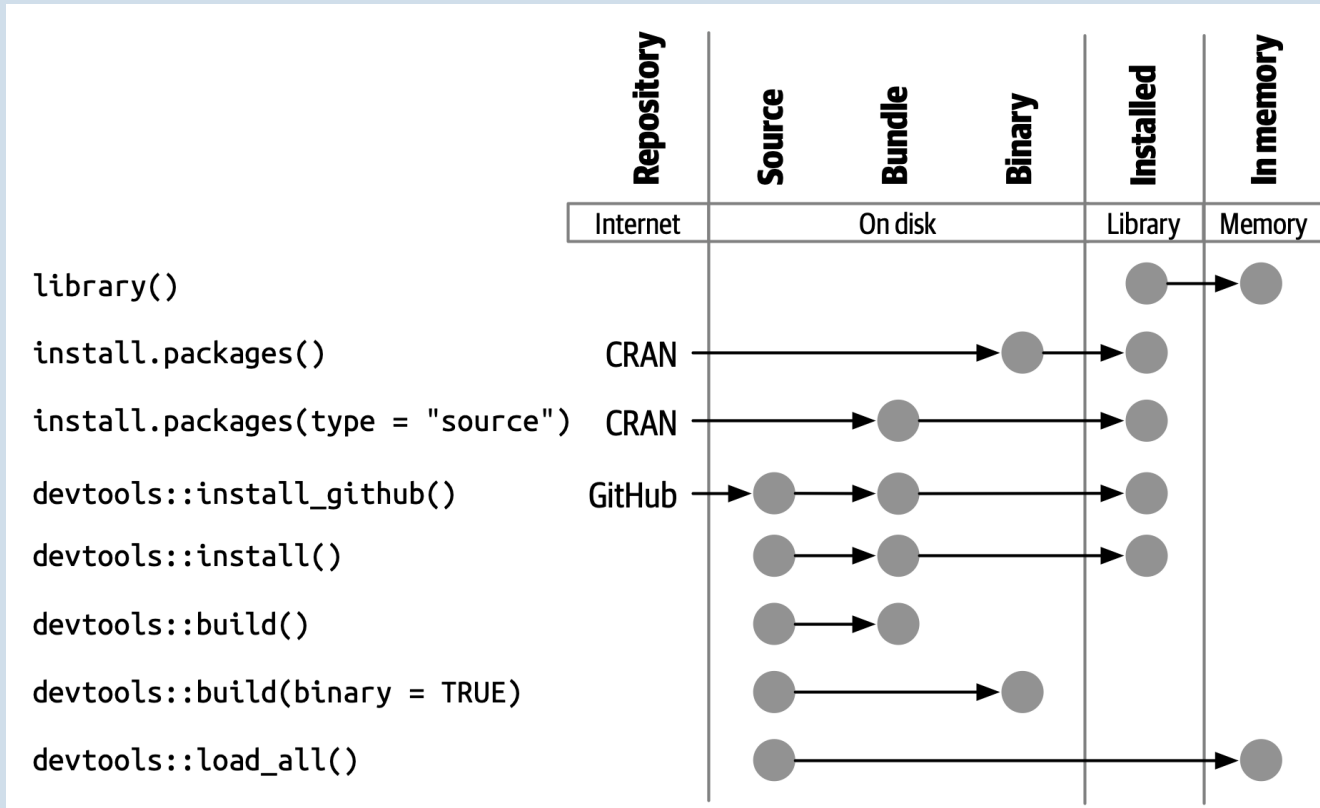 Repository
Source
Bundle
Binary
Installed
In memory
Internet
On disk
Library
Memory
library()
install.packages()
CRAN
install.packages(type = "source")
CRAN
devtools::install_github()
GitHub
devtools::install()
devtools::build()
devtools::build(binary = TRUE)
devtools::load_all()